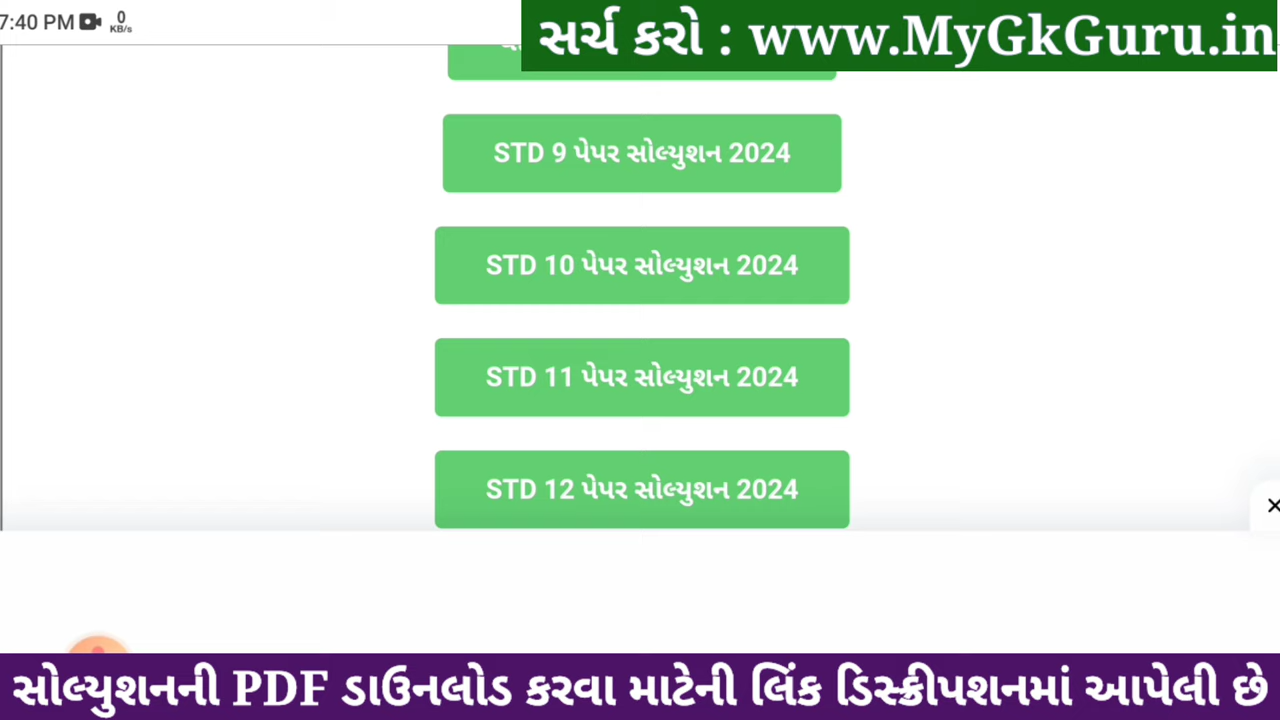 7:40 PM 0 KB/s
સર્ચ કરો : www.MyGkGuru.in
STD 9 પેપર સોલ્યુશન 2024
STD 10 પેપર સોલ્યુશન 2024
STD 11 પેપર સોલ્યુશન 2024
STD 12 પેપર સોલ્યુશન 2024
સોલ્યુશનની PDF ડાઉનલોડ કરવા માટેની લિંક ડિસ્ક્રીપશનમાં આપેલી છે